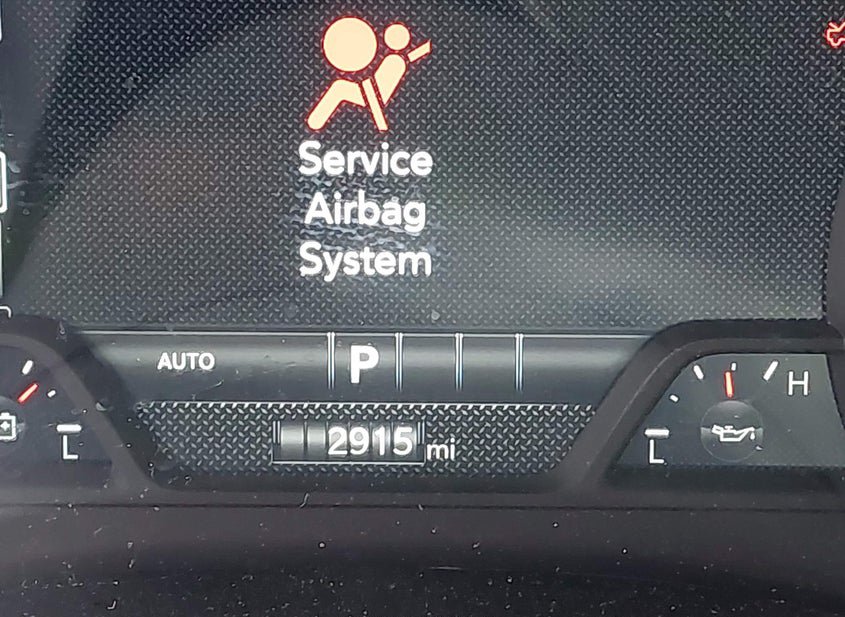 Service
Airbag
System
AUTO
P
H
L
2915 mi
L